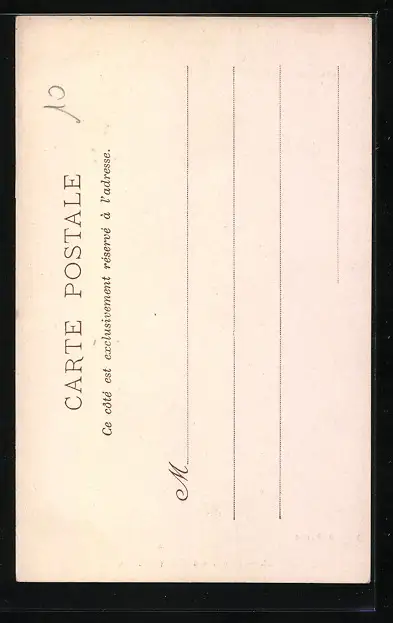 10
CARTE POSTALE
Ce côté est exclusivement réservé à l'adresse.
M